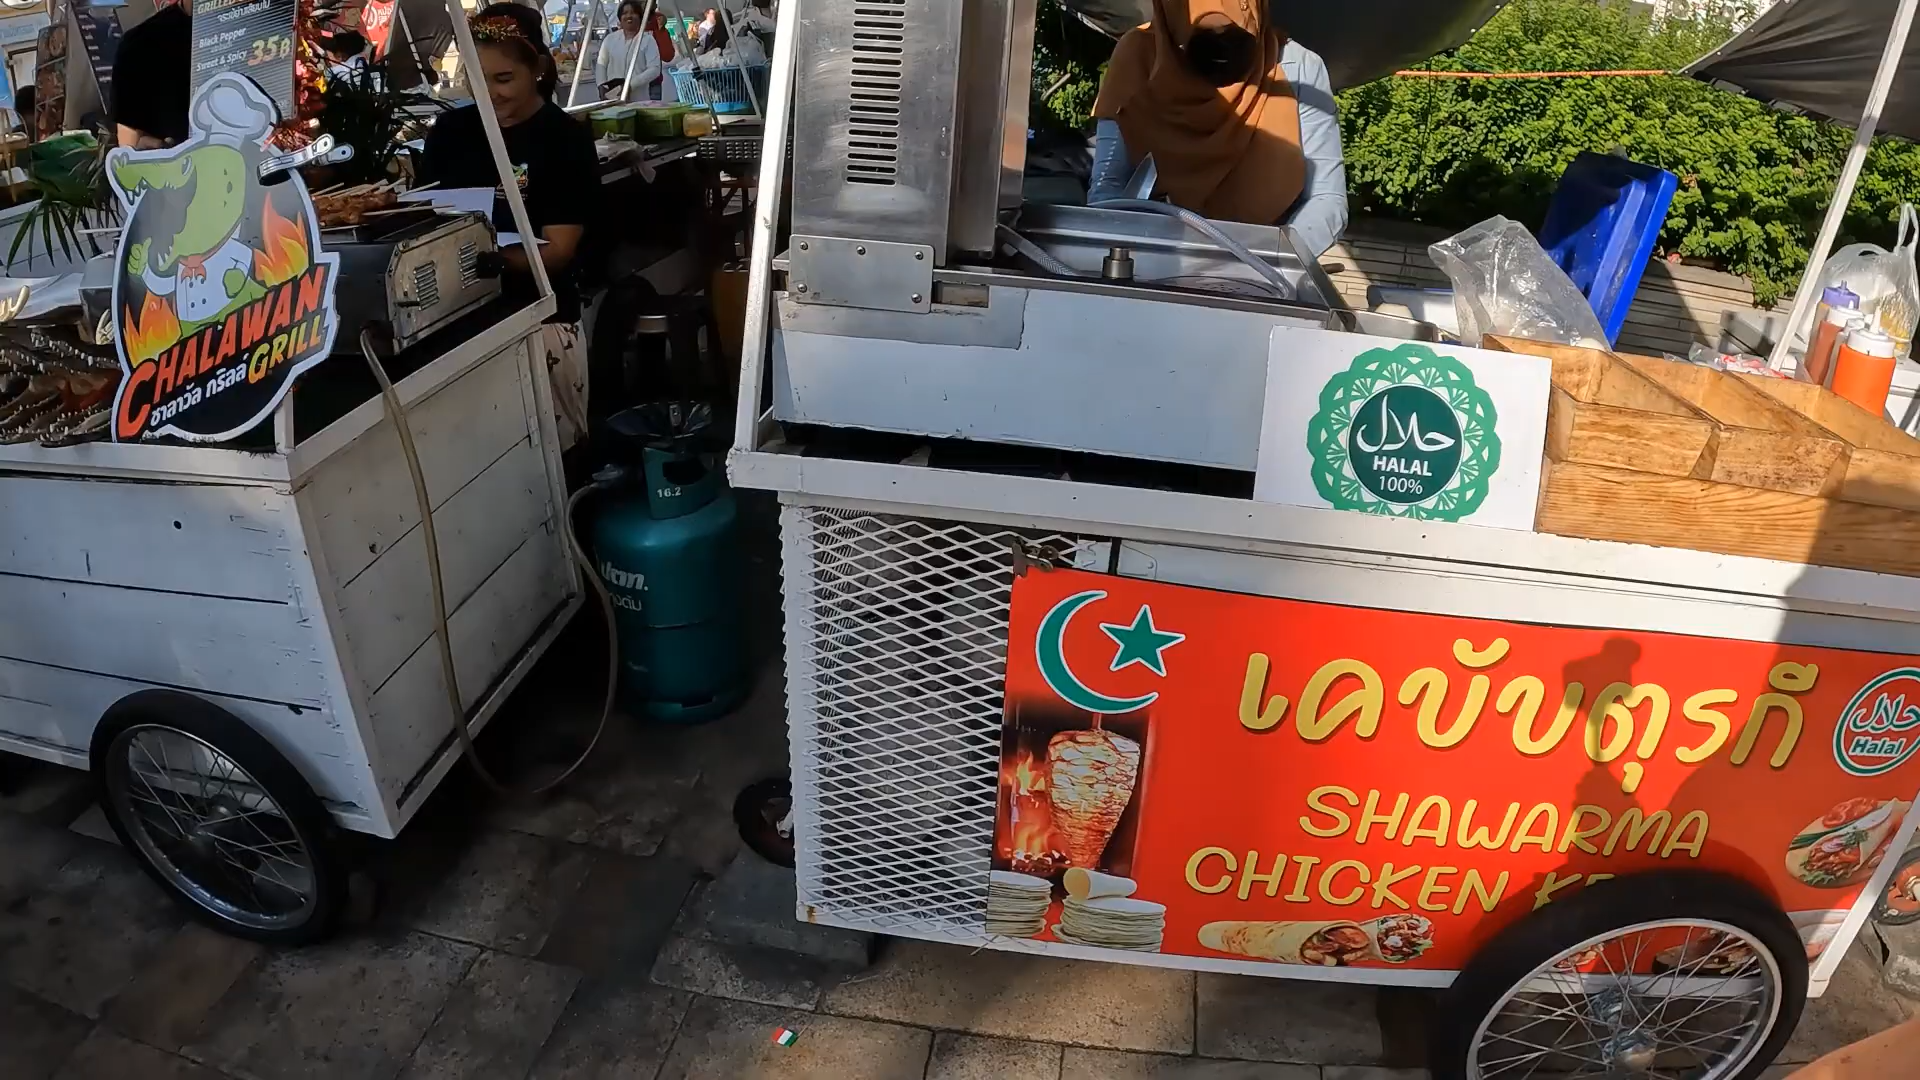 Black Pepper
Sweet & Spicy 35฿
CHALAWAN
GRILL
ชาลาวัล กริลล์
16.2
حلال
HALAL
100%
เคบับตุรกี
SHAWARMA
CHICKEN
حلال
Halal